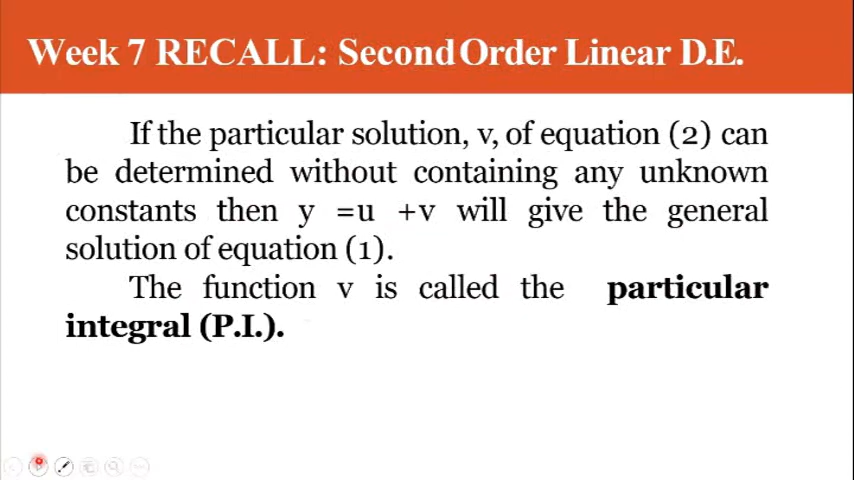 Week 7 RECALL: Second Order Linear D.E.
If the particular solution, v, of equation (2) can
be determined without containing any unknown
constants then y =u +v will give the general
solution of equation (1).
The function v is called the particular
integral (P.I.).